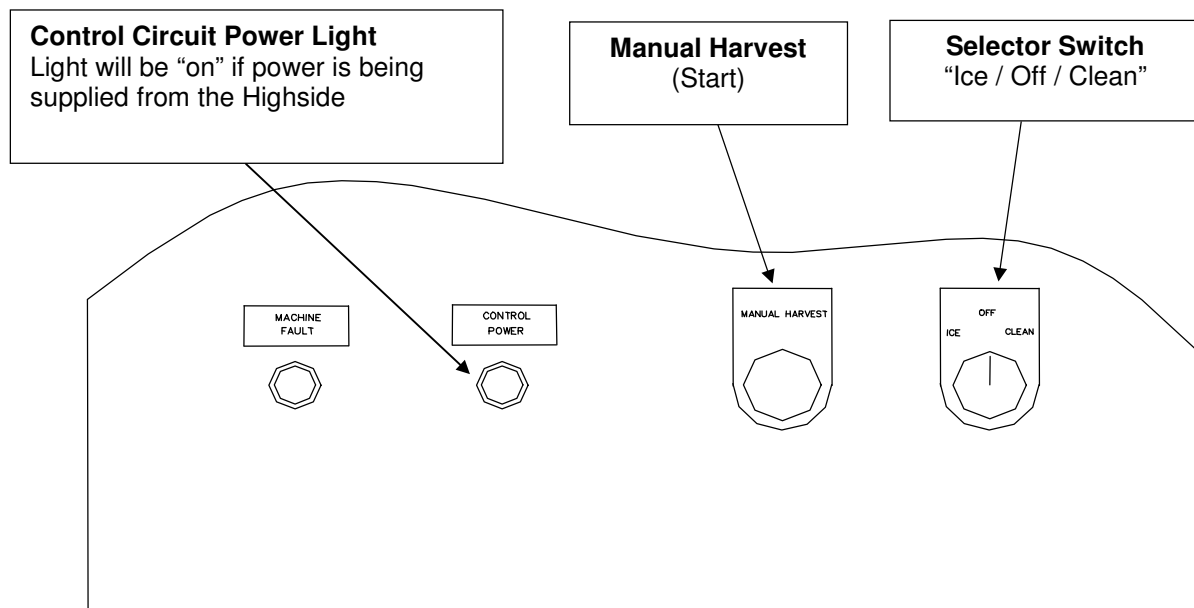 Control Circuit Power Light
Light will be “on” if power is being
supplied from the Highside
Manual Harvest
(Start)
Selector Switch
“Ice / Off / Clean”
MACHINE
FAULT
CONTROL
POWER
MANUAL HARVEST
OFF
ICE
CLEAN